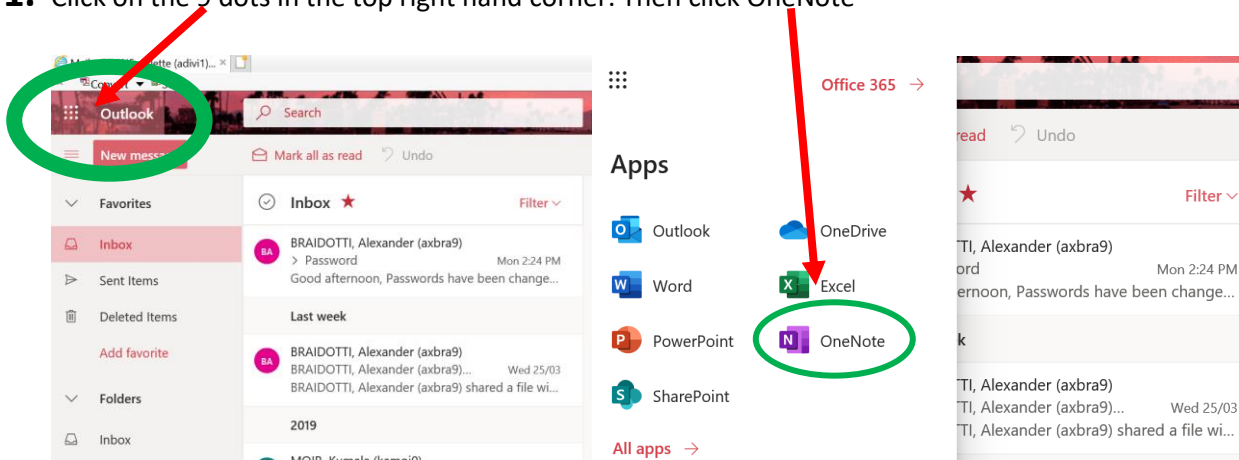 1. Click on the 9 dots in the top right hand corner. Then click OneNote
Outlook
Search
New
Mark all as read
Undo
Favorites
Inbox
Sent Items
Deleted Items
Add favorite
Folders
Inbox
Inbox
Filter
BA
BRAIDOTTI, Alexander (axbra9)
> Password
Mon 2:24 PM
Good afternoon, Passwords have been change...
Last week
BA
BRAIDOTTI, Alexander (axbra9)
BRAIDOTTI, Alexander (axbra9)...
Wed 25/03
BRAIDOTTI, Alexander (axbra9) shared a file wi...
2019
Office 365 →
Apps
Outlook
OneDrive
Word
Excel
PowerPoint
OneNote
SharePoint
All apps →
read
Undo
Filter
TI, Alexander (axbra9)
ord
Mon 2:24 PM
ernoon, Passwords have been change...
k
TI, Alexander (axbra9)
TI, Alexander (axbra9)...
Wed 25/03
TI, Alexander (axbra9) shared a file wi...